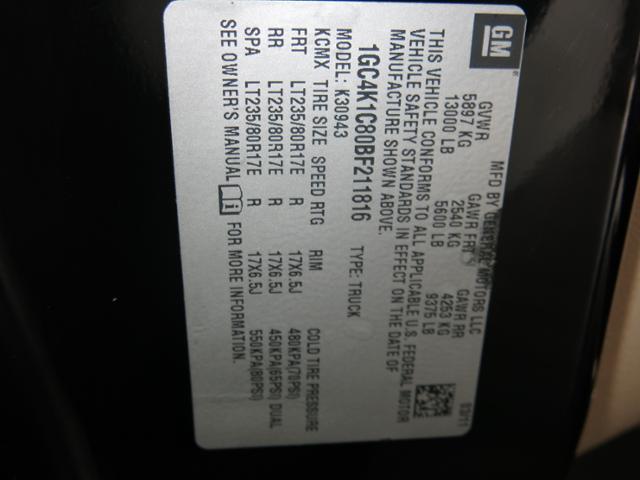 GM
MFD BY GENERAL MOTORS LLC
03/11
GVWR GAWR FRT GAWR RR
5897 KG 2540 KG 4253 KG
13000 LB 5600 LB 9375 LB
THIS VEHICLE CONFORMS TO ALL APPLICABLE U.S. FEDERAL MOTOR
VEHICLE SAFETY STANDARDS IN EFFECT ON THE DATE OF
MANUFACTURE SHOWN ABOVE.
1GC4K1C80BF211816 TYPE: TRUCK
MODEL: K30943
KCMX TIRE SIZE SPEED RTG RIM COLD TIRE PRESSURE
FRT LT235/80R17E R 17X6.5J 480KPA(70PSI)
RR LT235/80R17E R 17X6.5J 450KPA(65PSI) DUAL
SPA LT235/80R17E R 17X6.5J 550KPA(80PSI)
SEE OWNER'S MANUAL i FOR MORE INFORMATION.